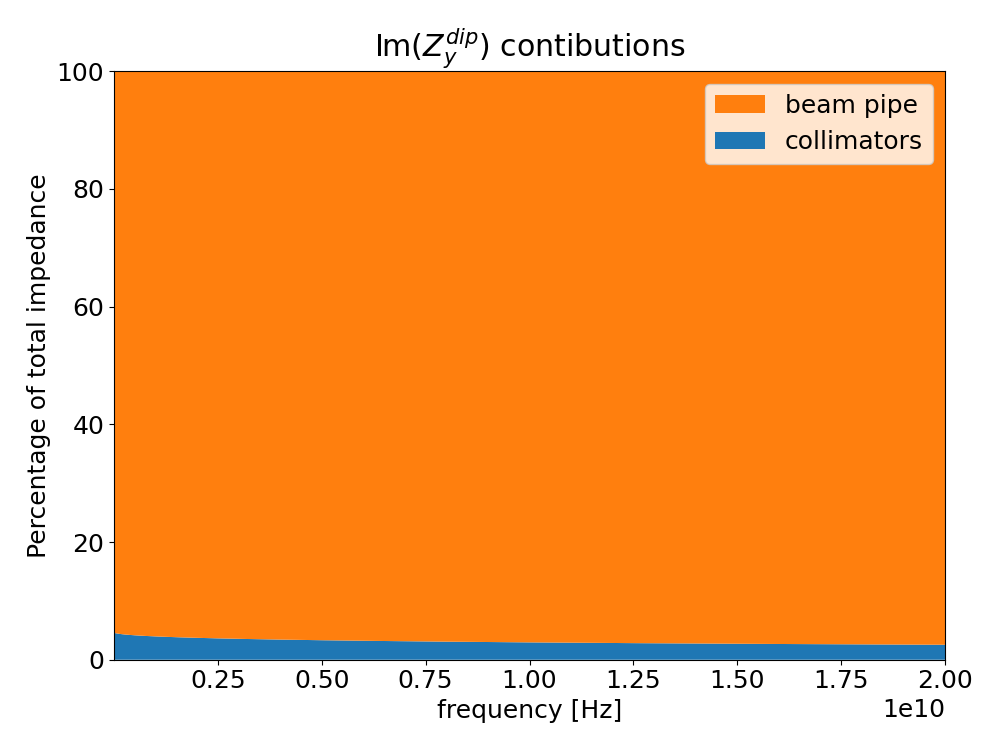 Im(Z_y^{dip}) contibutions
100
80
60
40
20
0
Percentage of total impedance
beam pipe
collimators
0.25 0.50 0.75 1.00 1.25 1.50 1.75 2.00
1e10
frequency [Hz]